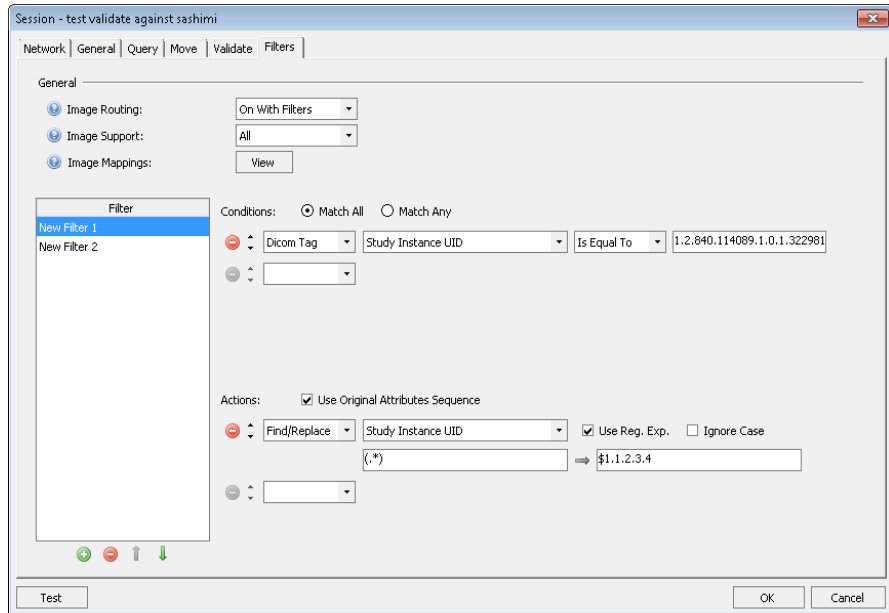 Session - test validate against sashimi
Network General Query Move Validate Filters
General
Image Routing: On With Filters
Image Support: All
Image Mappings: View
Filter
New Filter 1
New Filter 2
Conditions: Match All Match Any
Dicom Tag Study Instance UID Is Equal To 1.2.840.114089.1.0.1.322981
Actions: Use Original Attributes Sequence
Find/Replace Study Instance UID Use Reg. Exp. Ignore Case
(.*) $1.1.2.3.4
Test OK Cancel